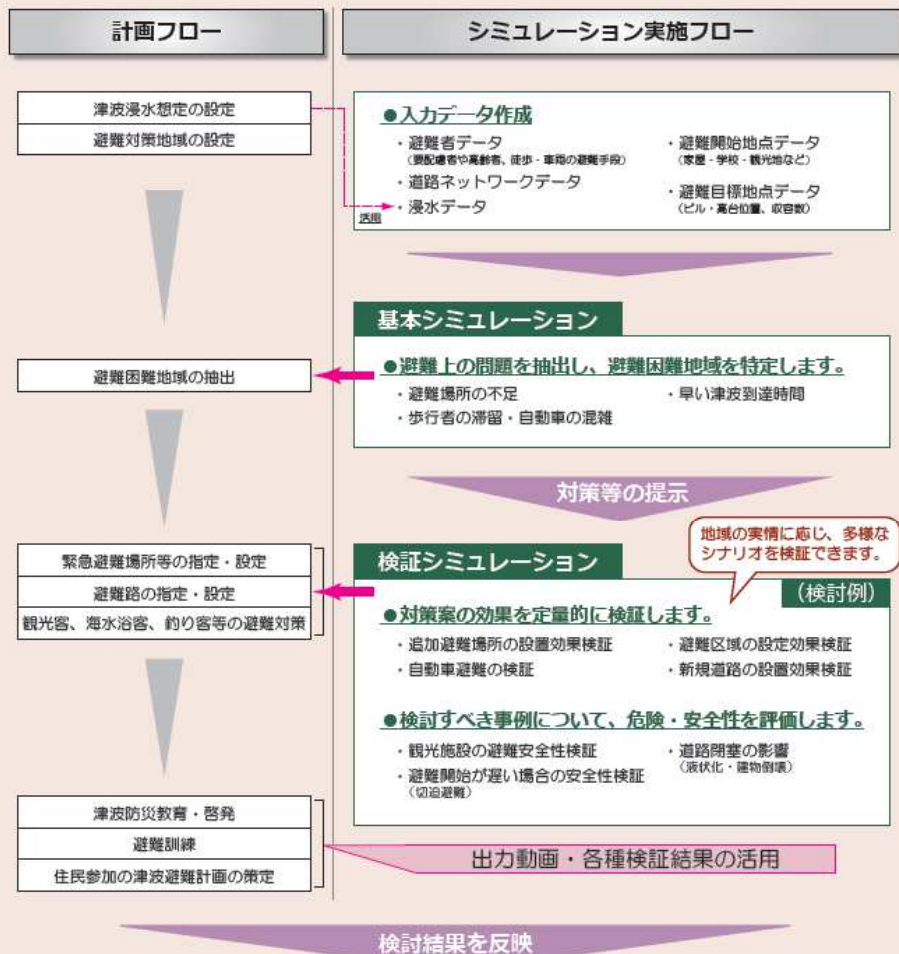 計画フロー
シミュレーション実施フロー
津波浸水想定の設定
避難対策地域の設定
●入力データ作成
・避難者データ
(要配慮者や高齢者、徒歩・車両の避難手段)
・道路ネットワークデータ
・浸水データ
活用
・避難開始地点データ
(家屋・学校・観光地など)
・避難目標地点データ
(ビル・高台位置、収容数)
基本シミュレーション
避難困難地域の抽出
●避難上の問題を抽出し、避難困難地域を特定します。
・避難場所の不足
・早い津波到達時間
・歩行者の滞留・自動車の混雑
対策等の提示
地域の実情に応じ、多様な
シナリオを検証できます。
緊急避難場所等の指定・設定
避難路の指定・設定
観光客、海水浴客、釣り客等の避難対策
検証シミュレーション
(検討例)
●対策案の効果を定量的に検証します。
・追加避難場所の設置効果検証
・避難区域の設定効果検証
・自動車避難の検証
・新規道路の設置効果検証
●検討すべき事例について、危険・安全性を評価します。
・観光施設の避難安全性検証
・道路閉塞の影響
(液状化・建物倒壊)
・避難開始が遅い場合の安全性検証
(切迫避難)
津波防災教育・啓発
避難訓練
住民参加の津波避難計画の策定
出力動画・各種検証結果の活用
検討結果を反映